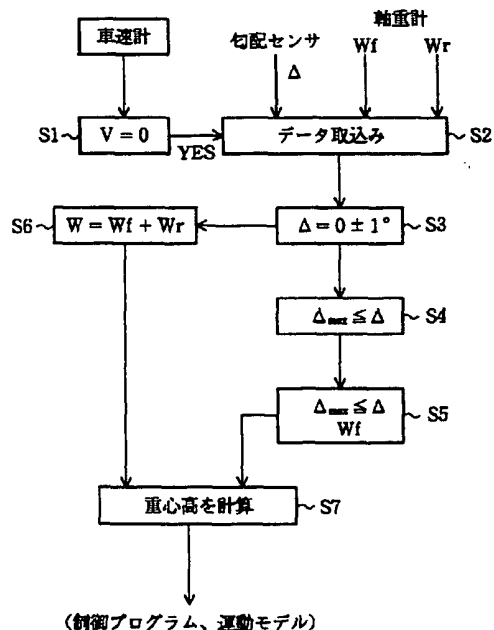 車速計
勾配センサ
Δ
軸重計
Wf Wr
S1 V = 0
YES
データ取込み S2
S6 W = Wf + Wr
Δ = 0 ± 1° S3
Δmax ≦ Δ S4
Δmax ≦ Δ
Wf
S5
重心高を計算 S7
(制御プログラム、運動モデル)